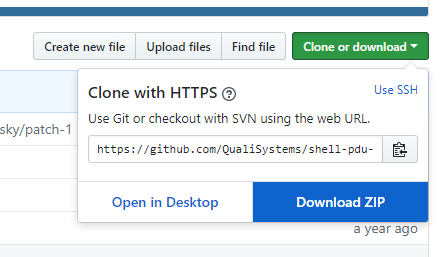 Create new file Upload files Find file Clone or download
Clone with HTTPS ? Use SSH
sky/patch-1
Use Git or checkout with SVN using the web URL.
https://github.com/QualiSystems/shell-pdu-
Open in Desktop Download ZIP
a year ago